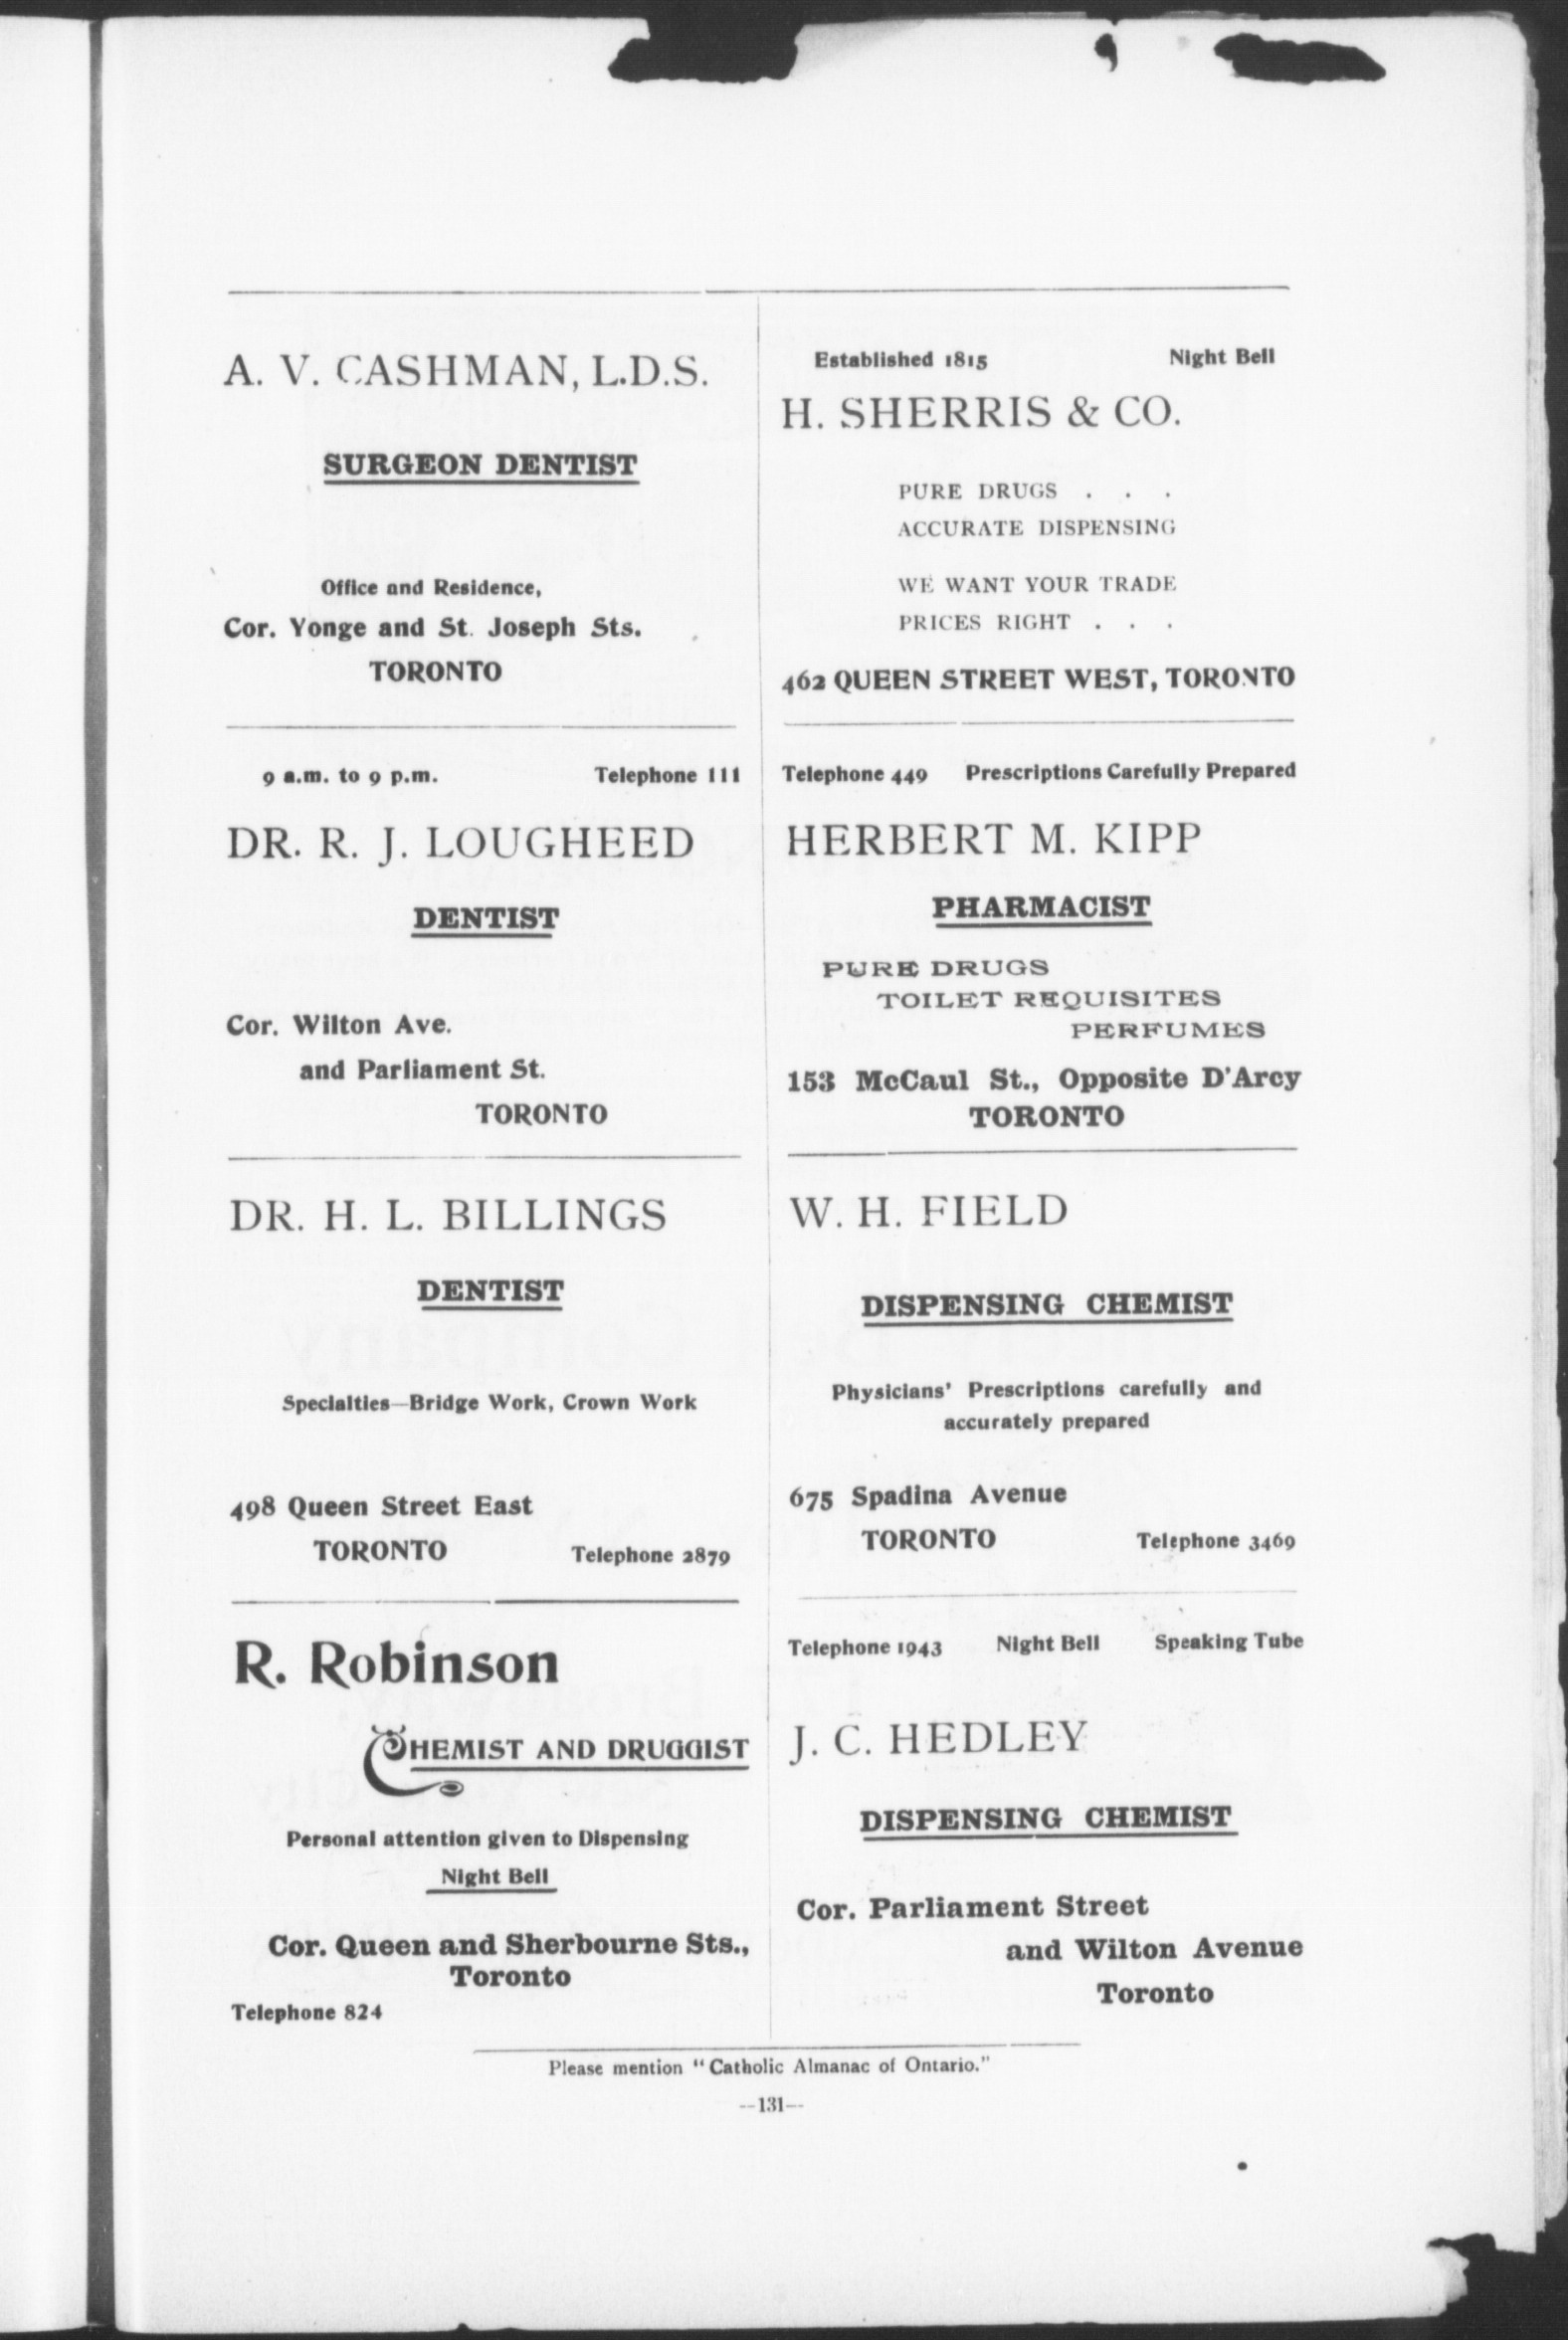 A. V. CASHMAN, L.D.S.
SURGEON DENTIST
Office and Residence,
Cor. Yonge and St. Joseph Sts.
TORONTO
9 a.m. to 9 p.m. Telephone 111
DR. R. J. LOUGHEED
DENTIST
Cor. Wilton Ave.
and Parliament St.
TORONTO
DR. H. L. BILLINGS
DENTIST
Specialties—Bridge Work, Crown Work
498 Queen Street East
TORONTO Telephone 2879
R. Robinson
CHEMIST AND DRUGGIST
Personal attention given to Dispensing
Night Bell
Cor. Queen and Sherbourne Sts.,
Toronto
Telephone 824
Established 1815 Night Bell
H. SHERRIS & CO.
PURE DRUGS . . .
ACCURATE DISPENSING
WE WANT YOUR TRADE
PRICES RIGHT . . .
462 QUEEN STREET WEST, TORONTO
Telephone 449 Prescriptions Carefully Prepared
HERBERT M. KIPP
PHARMACIST
PURE DRUGS
TOILET REQUISITES
PERFUMES
153 McCaul St., Opposite D'Arcy
TORONTO
W. H. FIELD
DISPENSING CHEMIST
Physicians' Prescriptions carefully and
accurately prepared
675 Spadina Avenue
TORONTO Telephone 3469
Telephone 1943 Night Bell Speaking Tube
J. C. HEDLEY
DISPENSING CHEMIST
Cor. Parliament Street
and Wilton Avenue
Toronto
Please mention "Catholic Almanac of Ontario."
--131--